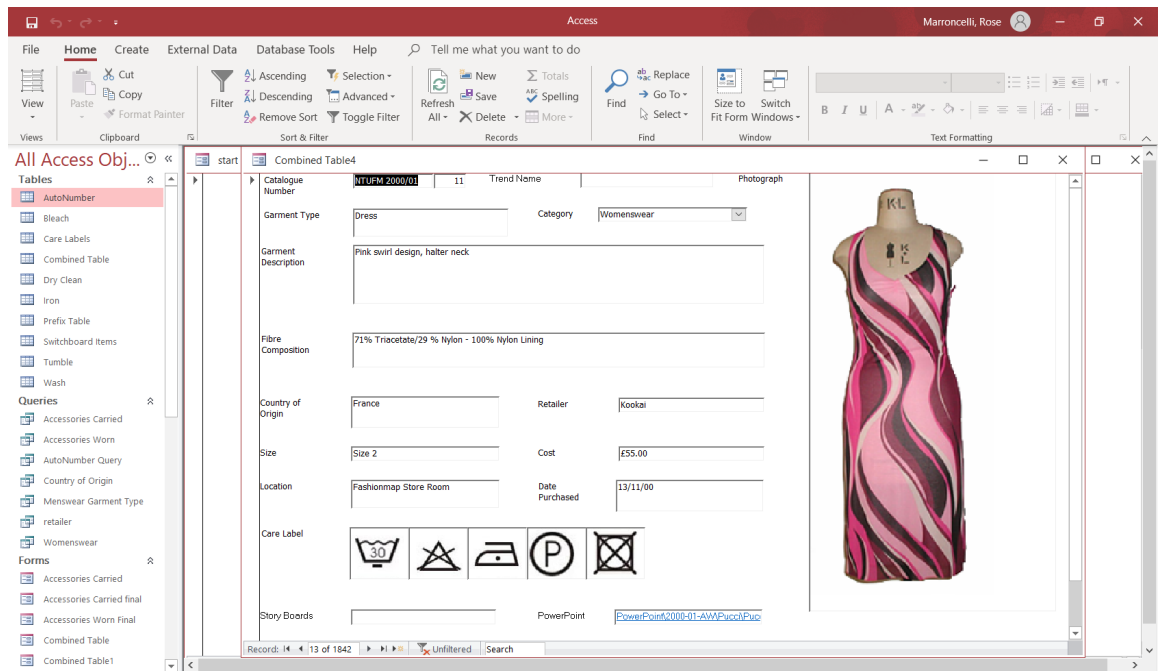 Access
Marroncelli, Rose
File Home Create External Data Database Tools Help Tell me what you want to do
View
Views
Paste
Cut
Copy
Format Painter
Clipboard
Filter
Ascending
Descending
Remove Sort
Selection
Advanced
Toggle Filter
Sort & Filter
Refresh
All
New
Save
Delete
Totals
Spelling
More
Records
Find
Replace
Go To
Select
Find
Size to
Fit Form
Switch
Windows
Window
B I U A
Text Formatting
All Access Obj...
Tables
AutoNumber
Bleach
Care Labels
Combined Table
Dry Clean
Iron
Prefix Table
Switchboard Items
Tumble
Wash
Queries
Accessories Carried
Accessories Worn
AutoNumber Query
Country of Origin
Menswear Garment Type
retailer
Womenswear
Forms
Accessories Carried
Accessories Carried final
Accessories Worn Final
Combined Table
Combined Table1
start
Combined Table4
Catalogue
Number
NTUFM 2000/01 11
Trend Name
Photograph
Garment Type
Dress
Category
Womenswear
Garment
Description
Pink swirl design, halter neck
Fibre
Composition
71% Triacetate/29 % Nylon - 100% Nylon Lining
Country of
Origin
France
Retailer
Kookai
Size
Size 2
Cost
£55.00
Location
Fashionmap Store Room
Date
Purchased
13/11/00
Care Label
30
P
Story Boards
PowerPoint
PowerPoint\2000-01-AW\Pucci\Puc
K·L
K
L
Record: 13 of 1842 Unfiltered Search